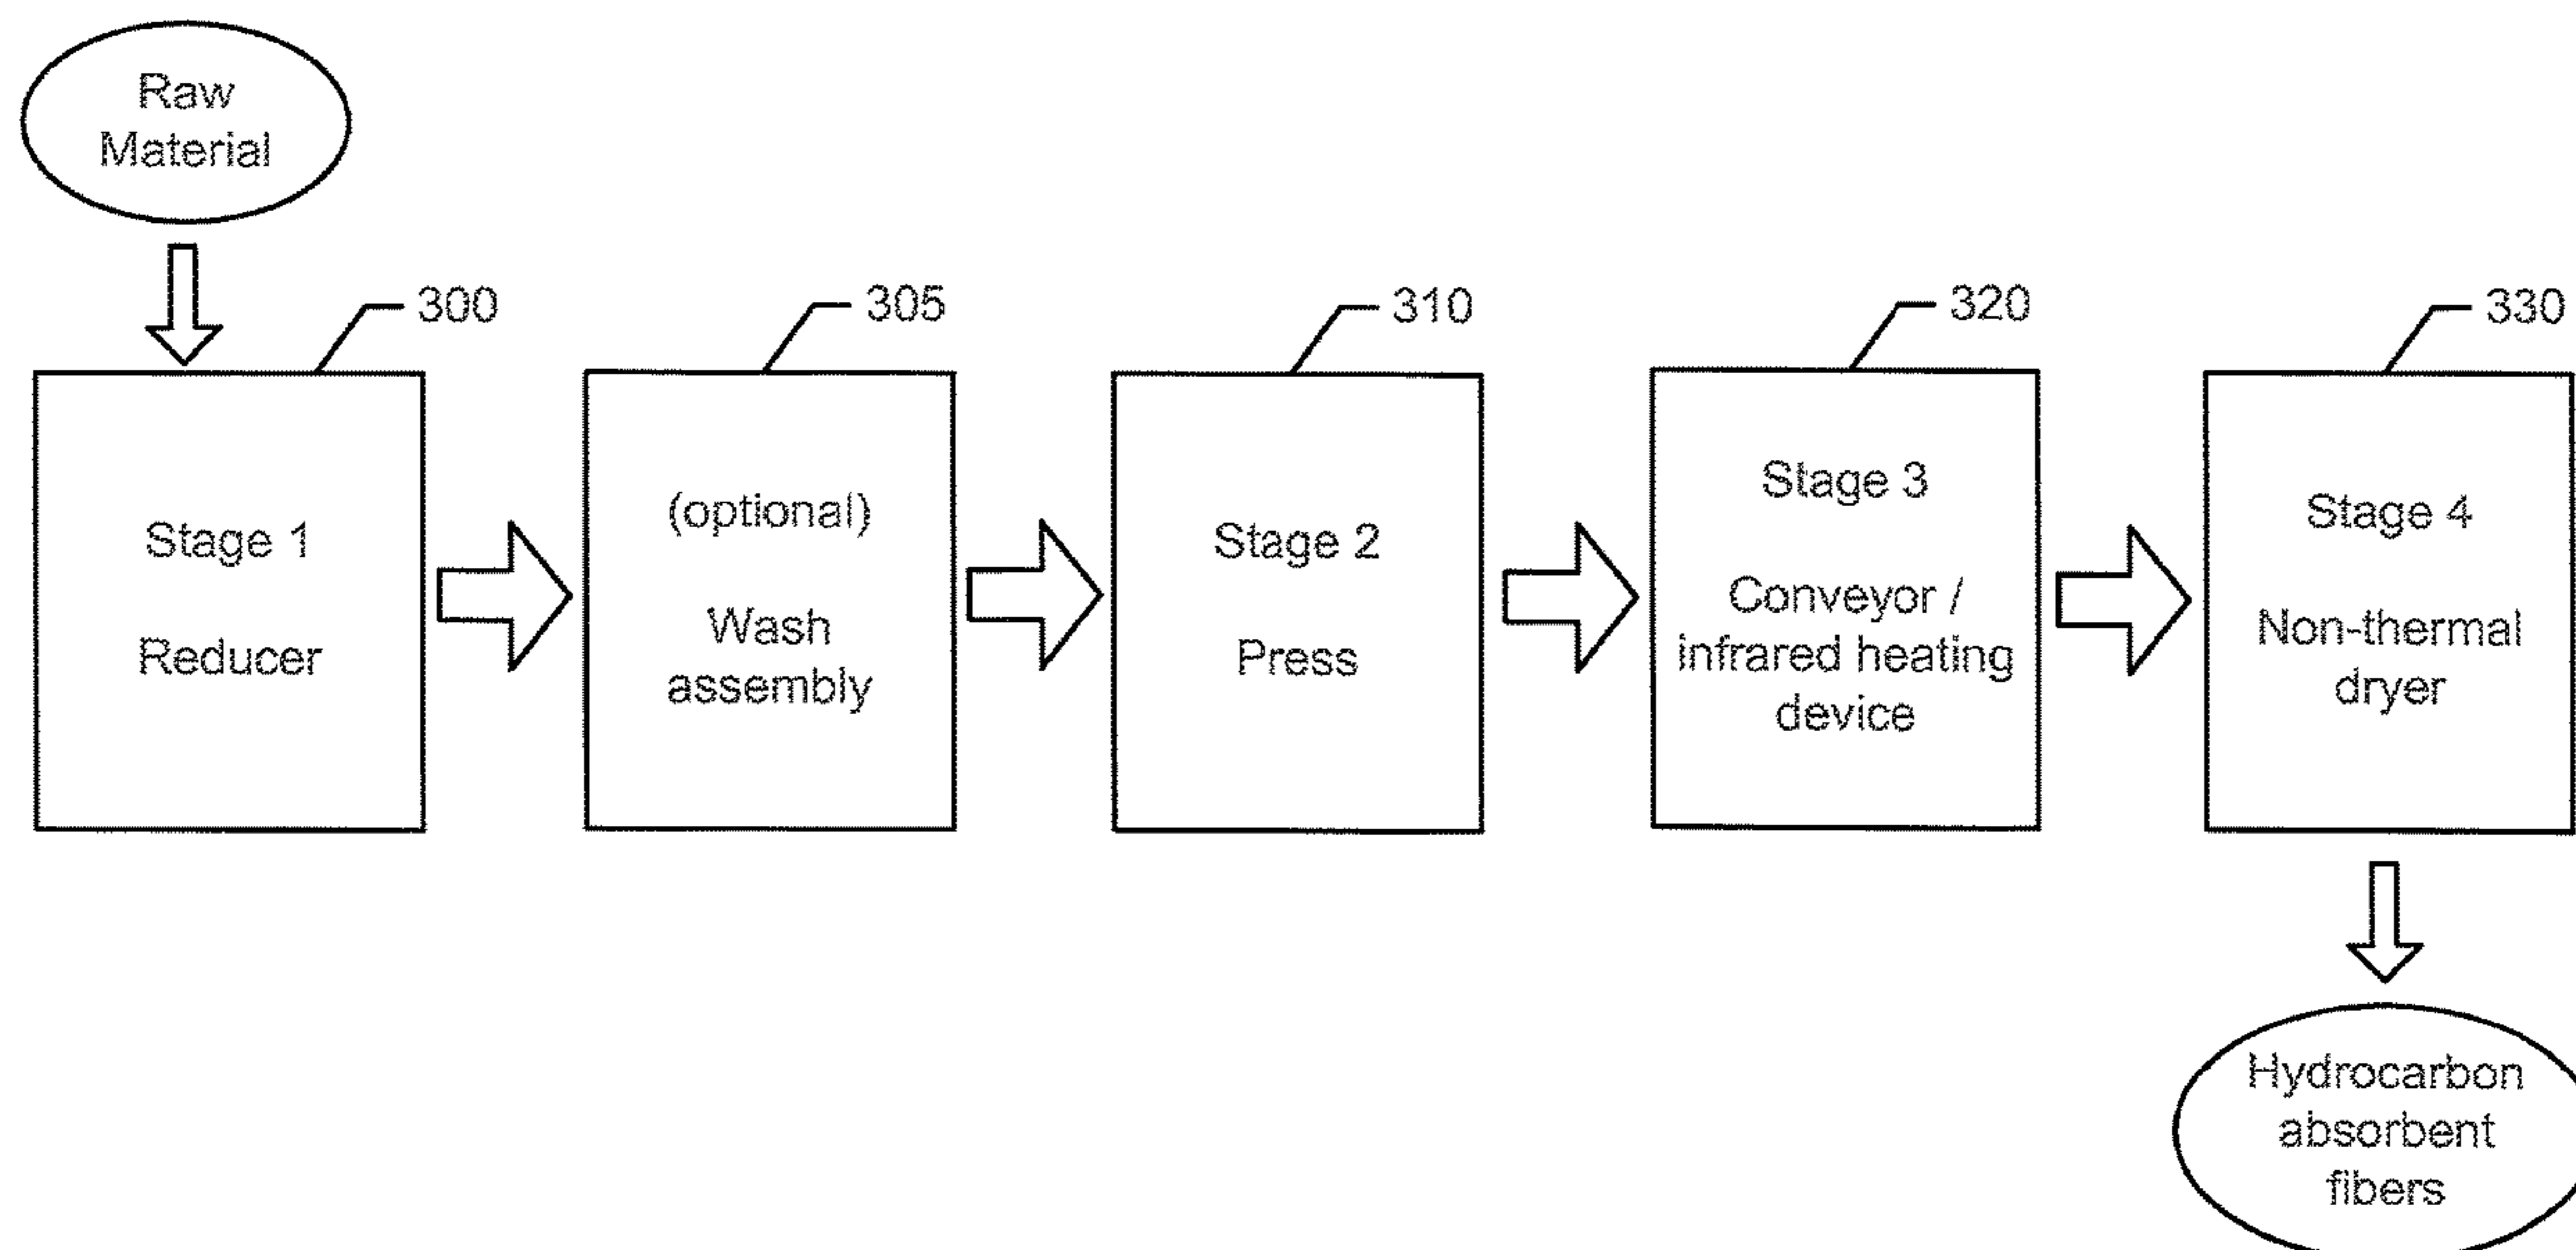 Raw
Material
300
305
310
320
330
Stage 1
Reducer
(optional)
Wash
assembly
Stage 2
Press
Stage 3
Conveyor /
infrared heating
device
Stage 4
Non-thermal
dryer
Hydrocarbon
absorbent
fibers